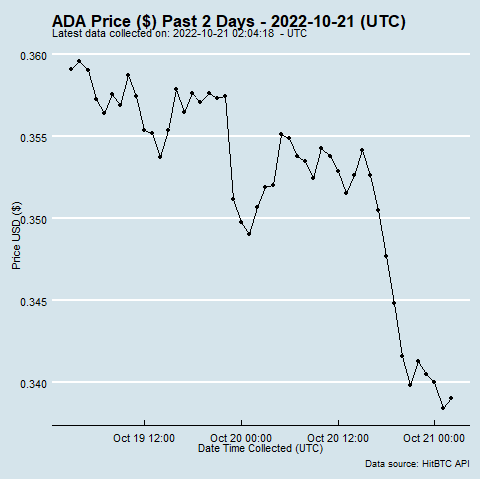 ADA Price ($) Past 2 Days - 2022-10-21 (UTC)
Latest data collected on: 2022-10-21 02:04:18  - UTC
0.360
0.355
0.350
0.345
0.340
Price USD ($)
Oct 19 12:00
Oct 20 00:00
Oct 20 12:00
Oct 21 00:00
Date Time Collected (UTC)
Data source: HitBTC API